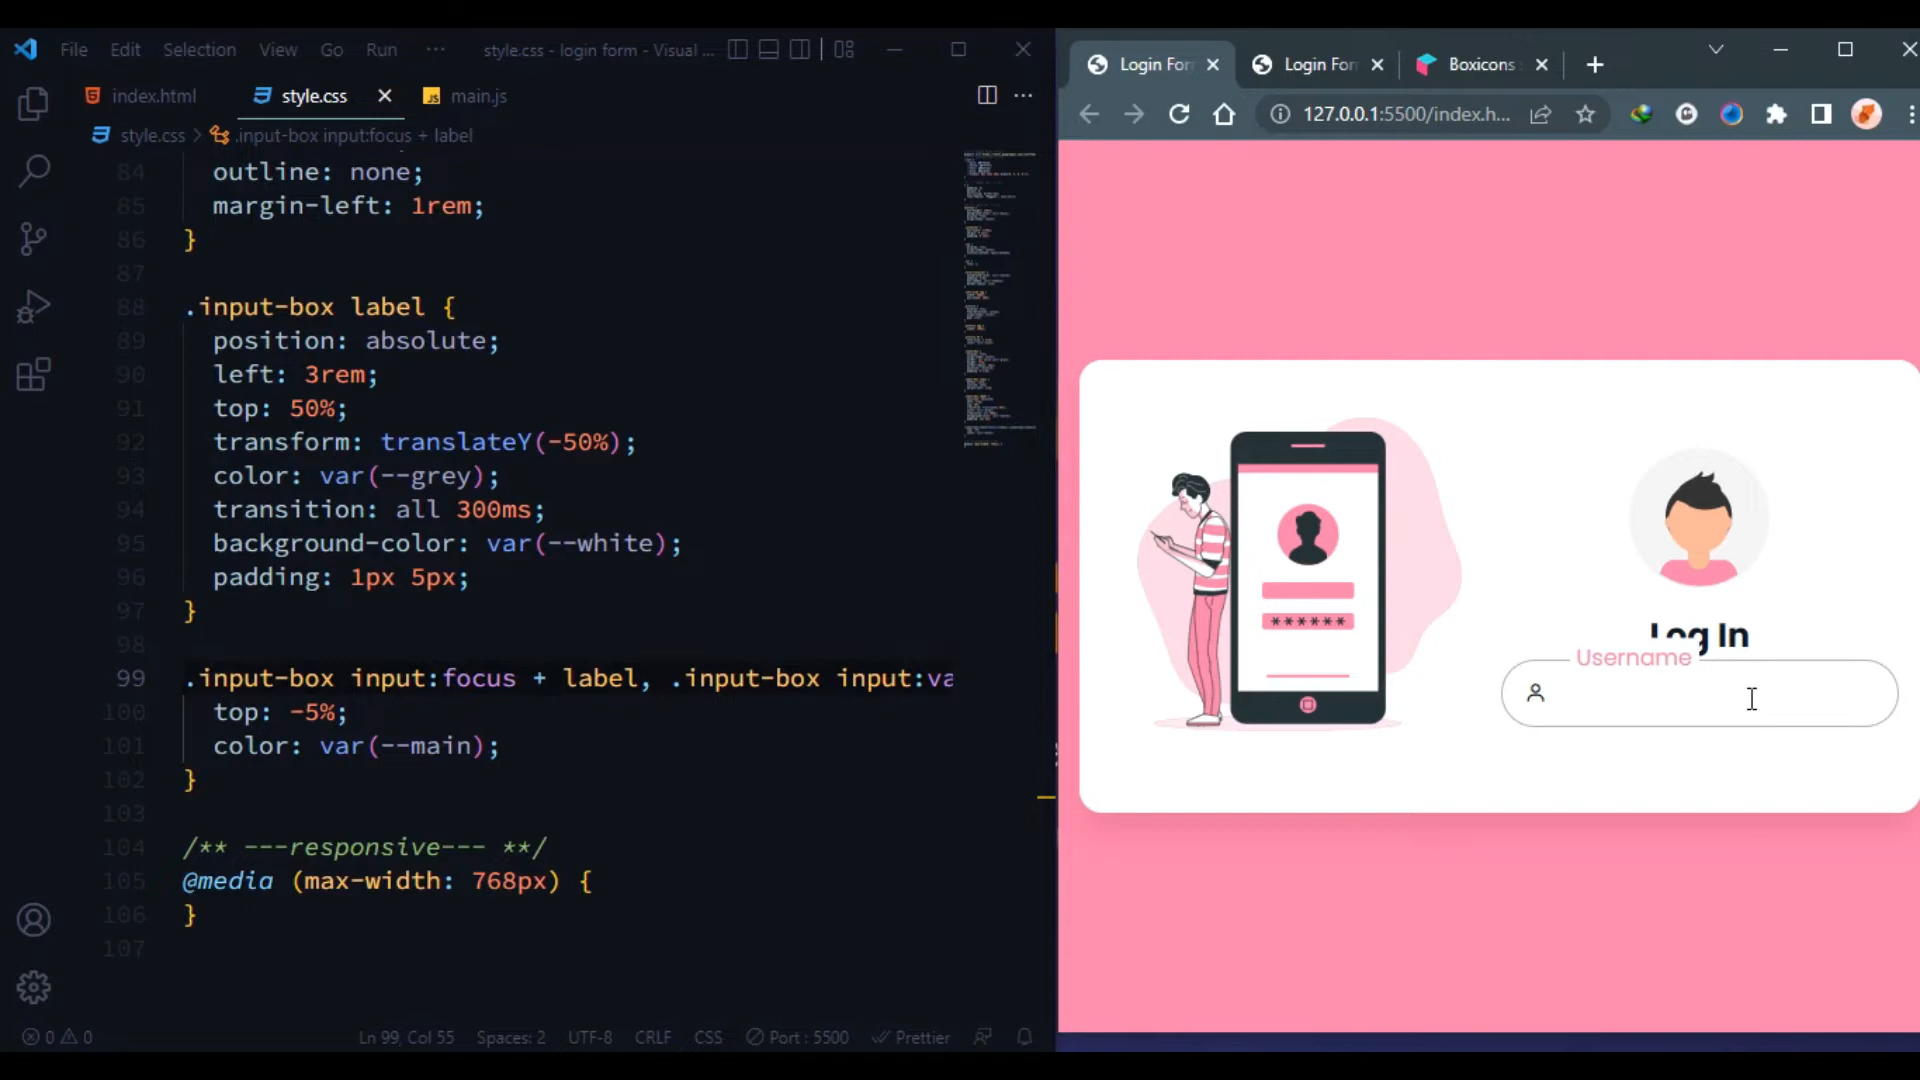 File Edit Selection View Go Run ··· style.css - login form - Visual ...
index.html style.css main.js
style.css > .input-box input:focus + label
84 outline: none;
85 margin-left: 1rem;
86 }
87
88 .input-box label {
89 position: absolute;
90 left: 3rem;
91 top: 50%;
92 transform: translateY(-50%);
93 color: var(--grey);
94 transition: all 300ms;
95 background-color: var(--white);
96 padding: 1px 5px;
97 }
98
99 .input-box input:focus + label, .input-box input:va
100 top: -5%;
101 color: var(--main);
102 }
103
104 /** ---responsive--- **/
105 @media (max-width: 768px) {
106 }
107
0 0 Ln 99, Col 55 Spaces: 2 UTF-8 CRLF CSS Port : 5500 Prettier
Login For Login For Boxicons
127.0.0.1:5500/index.h...
******
Log In
Username